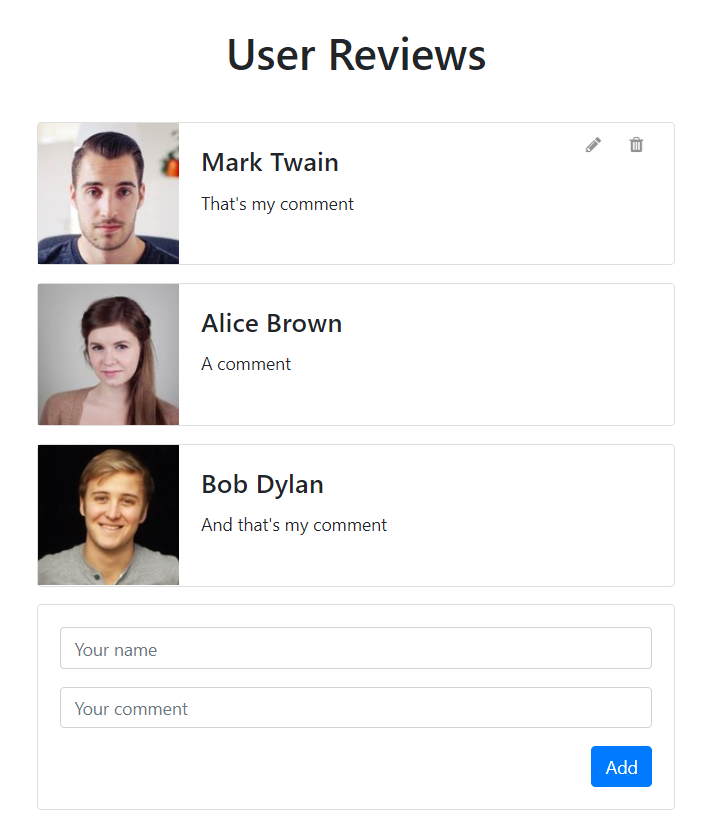 User Reviews
Mark Twain
That's my comment
Alice Brown
A comment
Bob Dylan
And that's my comment
Your name
Your comment
Add